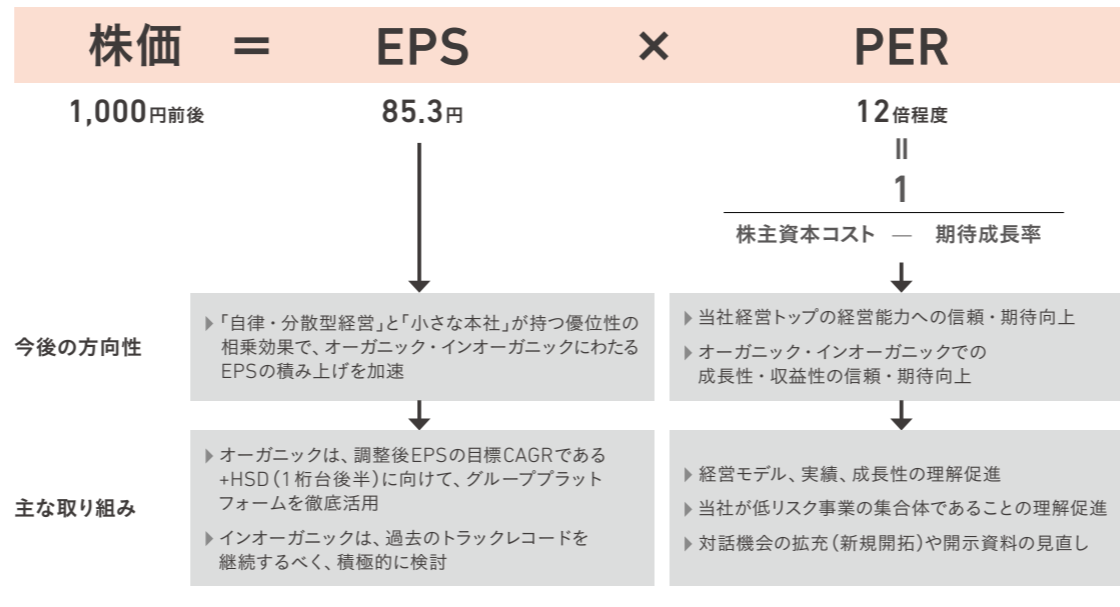 株価 = EPS × PER
1,000円前後 85.3円 12倍程度
=
1
株主資本コスト — 期待成長率
今後の方向性
▶「自律・分散型経営」と「小さな本社」が持つ優位性の
相乗効果で、オーガニック・インオーガニックにわたる
EPSの積み上げを加速
▶当社経営トップの経営能力への信頼・期待向上
▶オーガニック・インオーガニックでの
成長性・収益性の信頼・期待向上
主な取り組み
▶オーガニックは、調整後EPSの目標CAGRである
+HSD(1桁台後半)に向けて、グループプラット
フォームを徹底活用
▶インオーガニックは、過去のトラックレコードを
継続するべく、積極的に検討
▶経営モデル、実績、成長性の理解促進
▶当社が低リスク事業の集合体であることの理解促進
▶対話機会の拡充(新規開拓)や開示資料の見直し